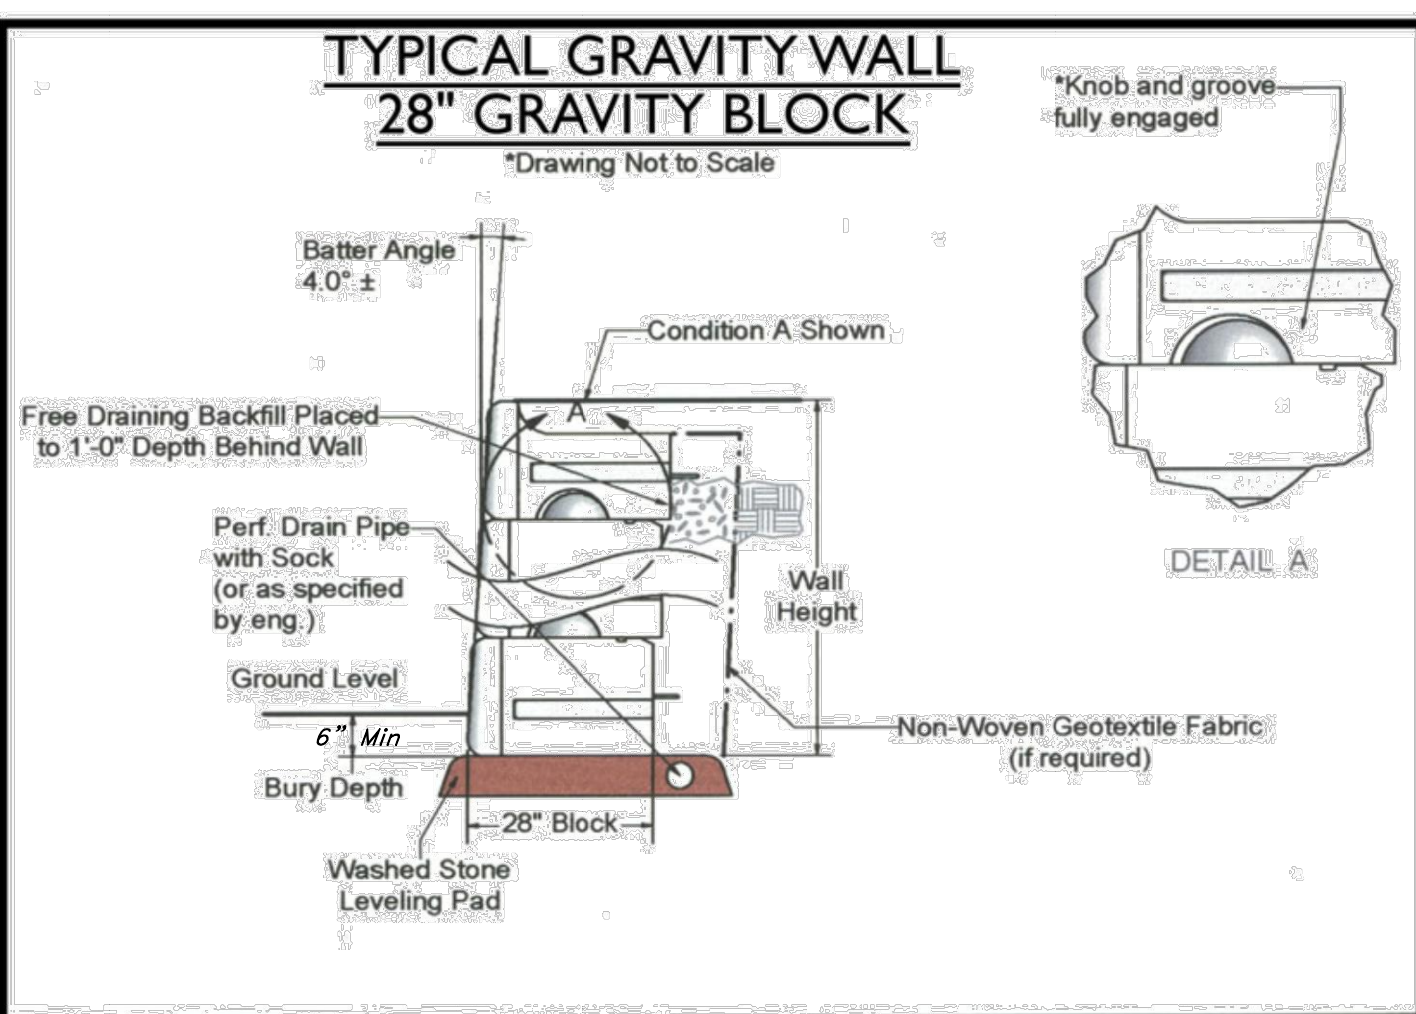 TYPICAL GRAVITY WALL
28" GRAVITY BLOCK
*Drawing Not to Scale
*Knob and groove
fully engaged
Batter Angle
4.0° ±
Condition A Shown
Free Draining Backfill Placed
to 1'-0" Depth Behind Wall
A
Perf. Drain Pipe
with Sock
(or as specified
by eng.)
DETAIL A
Wall
Height
Ground Level
6” Min
Bury Depth
Non-Woven Geotextile Fabric
(if required)
28" Block
Washed Stone
Leveling Pad